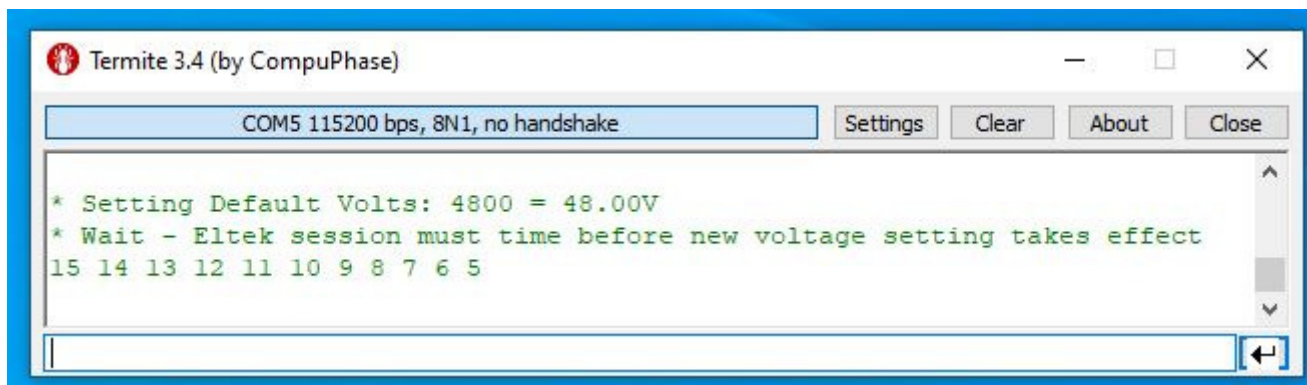 Termite 3.4 (by CompuPhase)
COM5 115200 bps, 8N1, no handshake Settings Clear About Close
* Setting Default Volts: 4800 = 48.00V
* Wait - Eltek session must time before new voltage setting takes effect
15 14 13 12 11 10 9 8 7 6 5